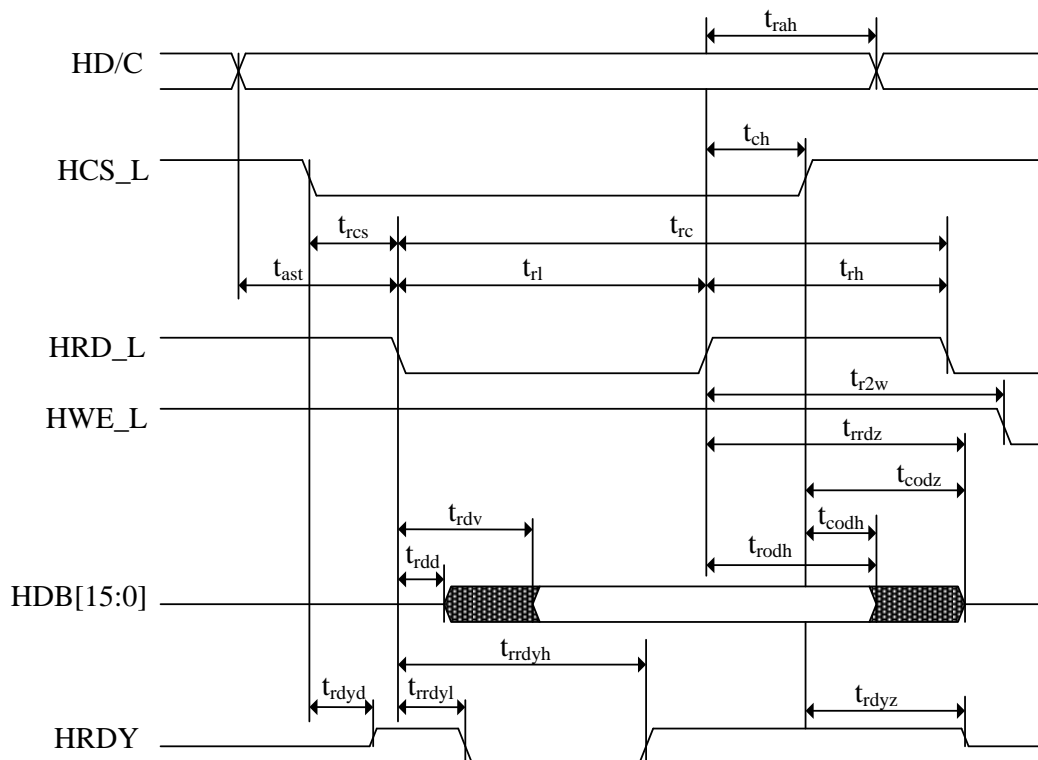 t_rah
HD/C
t_ch
HCS_L
t_rcs t_rc
t_ast t_rl t_rh
HRD_L
t_r2w
HWE_L
t_rrdz
t_codz
t_rdv t_codh
t_rdd t_rodh
HDB[15:0]
t_rrdyh
t_rdyd t_rrdyl t_rdyz
HRDY